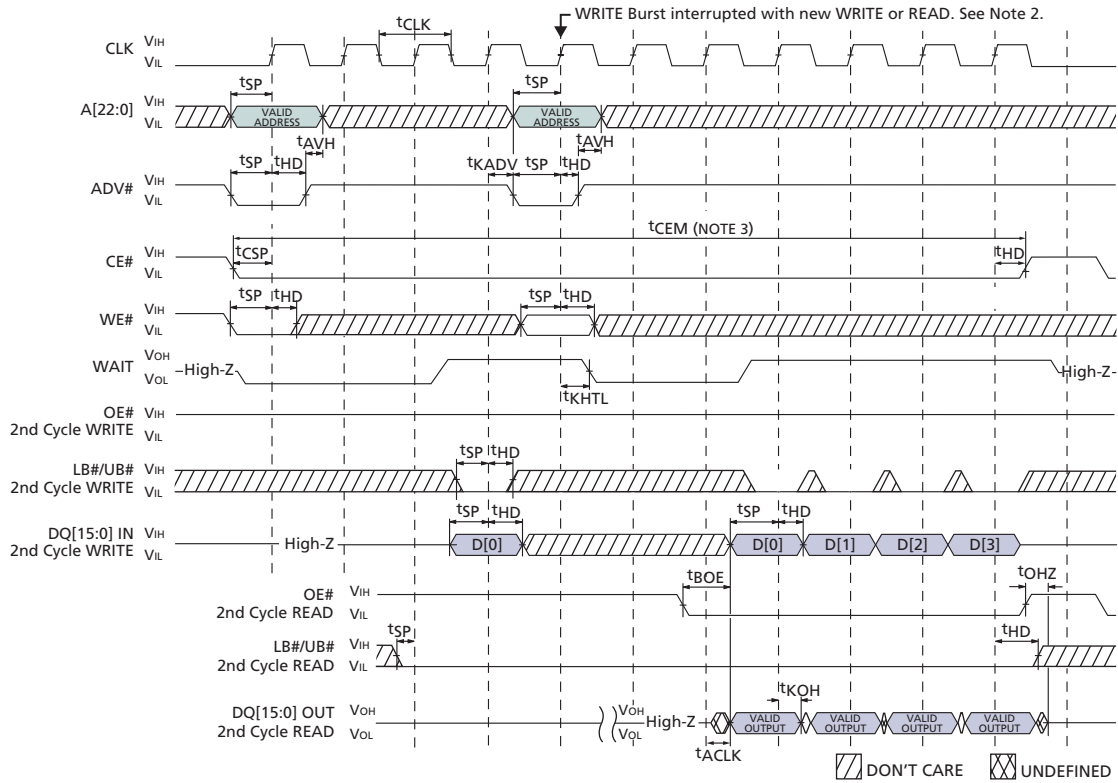 WRITE Burst interrupted with new WRITE or READ. See Note 2.
tCLK
CLK VIH
VIL
tSP tSP
A[22:0] VIH
VIL
VALID ADDRESS VALID ADDRESS
tAVH tAVH
tSP tHD tKADV tSP tHD
ADV# VIH
VIL
tCEM (NOTE 3)
CE# VIH
VIL
tCSP tHD
tSP tHD tSP tHD
WE# VIH
VIL
WAIT VOH
VOL
High-Z High-Z
tKHTL
OE# VIH
2nd Cycle WRITE VIL
tSP tHD
LB#/UB# VIH
2nd Cycle WRITE VIL
tSP tHD tSP tHD
DQ[15:0] IN VIH
2nd Cycle WRITE VIL
High-Z D[0] D[0] D[1] D[2] D[3]
tBOE tOHZ
OE# VIH
2nd Cycle READ VIL
tSP tHD
LB#/UB# VIH
2nd Cycle READ VIL
tKOH
DQ[15:0] OUT VOH
2nd Cycle READ VOL
VOH
VOL
High-Z VALID OUTPUT VALID OUTPUT VALID OUTPUT VALID OUTPUT
tACLK
DON'T CARE UNDEFINED